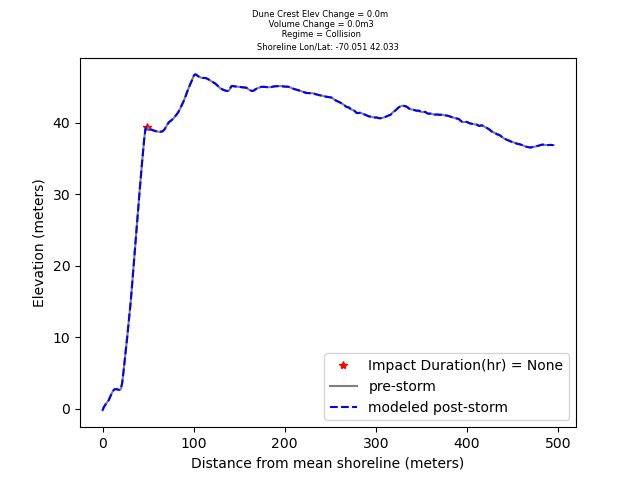 Dune Crest Elev Change = 0.0m
Volume Change = 0.0m3
Regime = Collision
Shoreline Lon/Lat: -70.051 42.033
40
30
20
10
0
Elevation (meters)
Impact Duration(hr) = None
pre-storm
modeled post-storm
0 100 200 300 400 500
Distance from mean shoreline (meters)